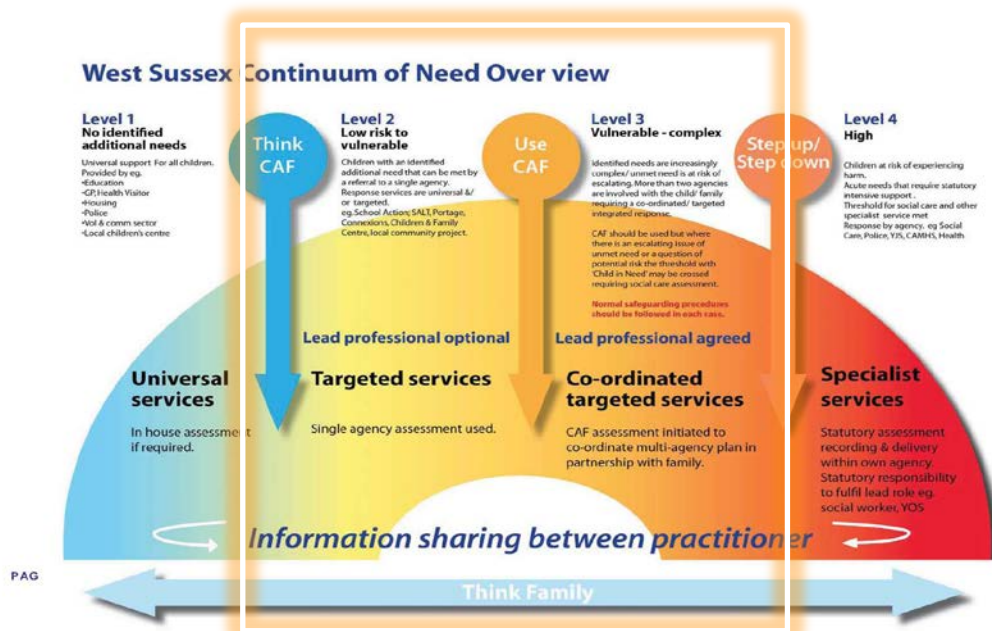 West Sussex Continuum of Need Over view
Level 1
No identified
additional needs
Universal support For all children.
Provided by eg.
•Education
•GP, Health Visitor
•Housing
•Police
•Vol & comm sector
•Local children's centre
Think
CAF
Level 2
Low risk to
vulnerable
Children with an identified
additional need that can be met by
a referral to a single agency.
Response services are universal &/
or targeted.
eg.School Action; SALT, Portage,
Connexions, Children & Family
Centre, local community project.
Use
CAF
Level 3
Vulnerable - complex
Identified needs are increasingly
complex/ unmet need is at risk of
escalating. More than two agencies
are involved with the child/ family
requiring a co-ordinated/ targeted
integrated response.
CAF should be used but where
there is an escalating issue of
unmet need or a question of
potential risk the threshold with
'Child in Need' may be crossed
requiring social care assessment.
Normal safeguarding procedures
should be followed in each case.
Step up/
Step down
Level 4
High
Children at risk of experiencing
harm.
Acute needs that require statutory
intensive support .
Threshold for social care and other
specialist service met
Response by agency, eg Social
Care, Police, YJS, CAMHS, Health
Lead professional optional
Lead professional agreed
Universal
services
In house assessment
if required.
Targeted services
Single agency assessment used.
Co-ordinated
targeted services
CAF assessment initiated to
co-ordinate multi-agency plan in
partnership with family.
Specialist
services
Statutory assessment
recording & delivery
within own agency.
Statutory responsibility
to fulfil lead role eg.
social worker, YOS
Information sharing between practitioner
PAG
Think Family